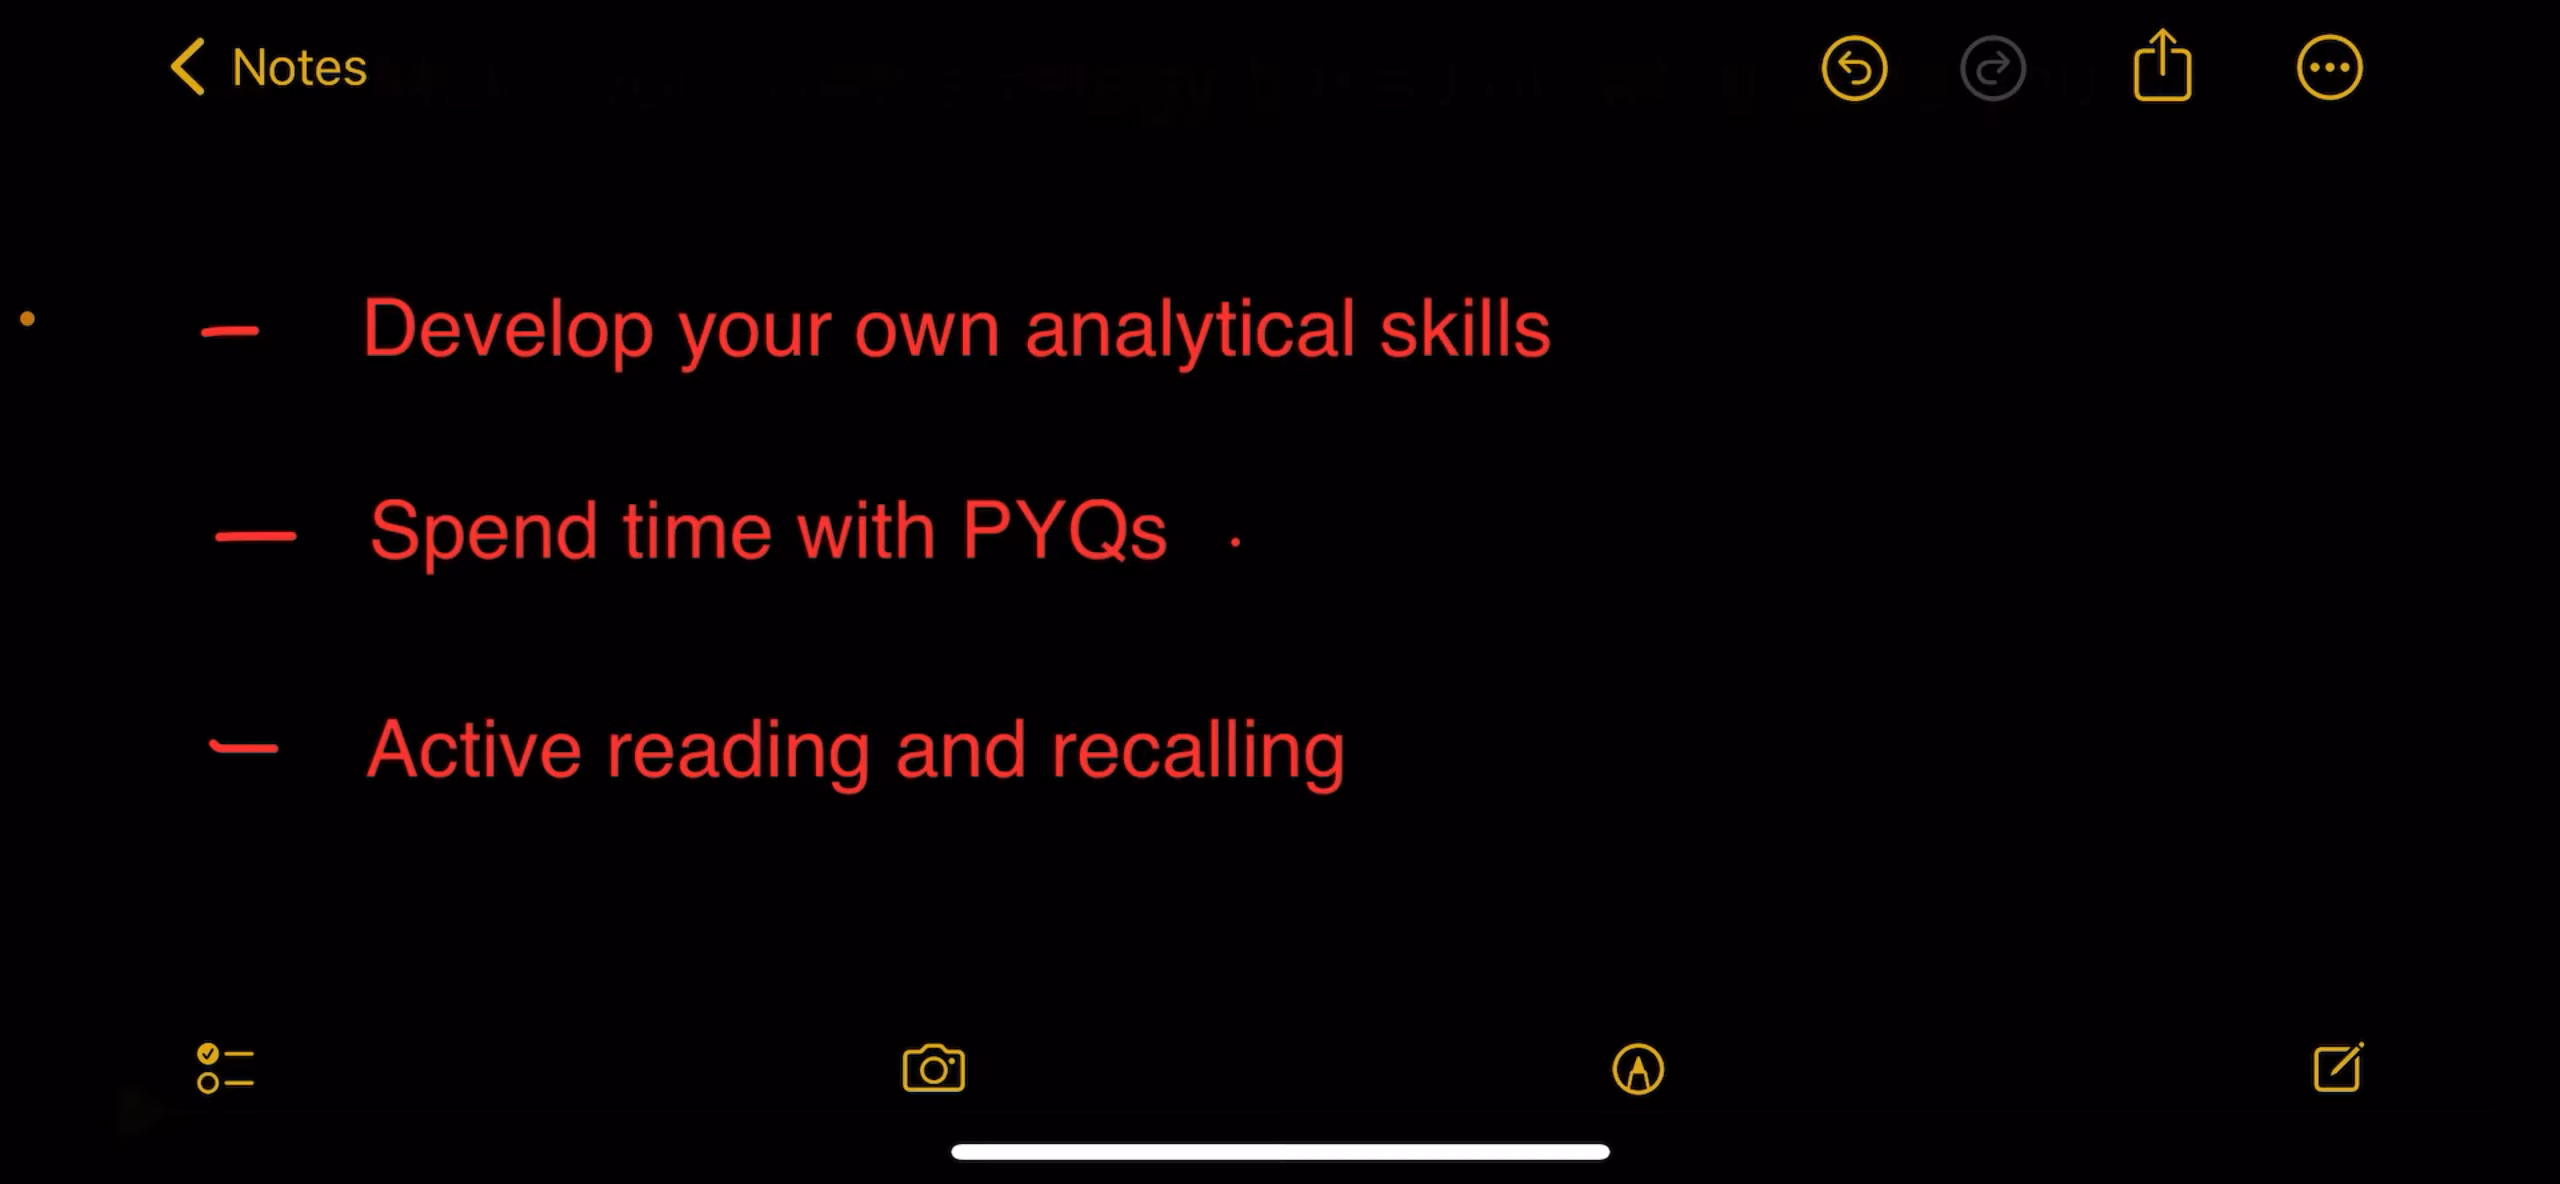 Notes
— Develop your own analytical skills
— Spend time with PYQs .
— Active reading and recalling